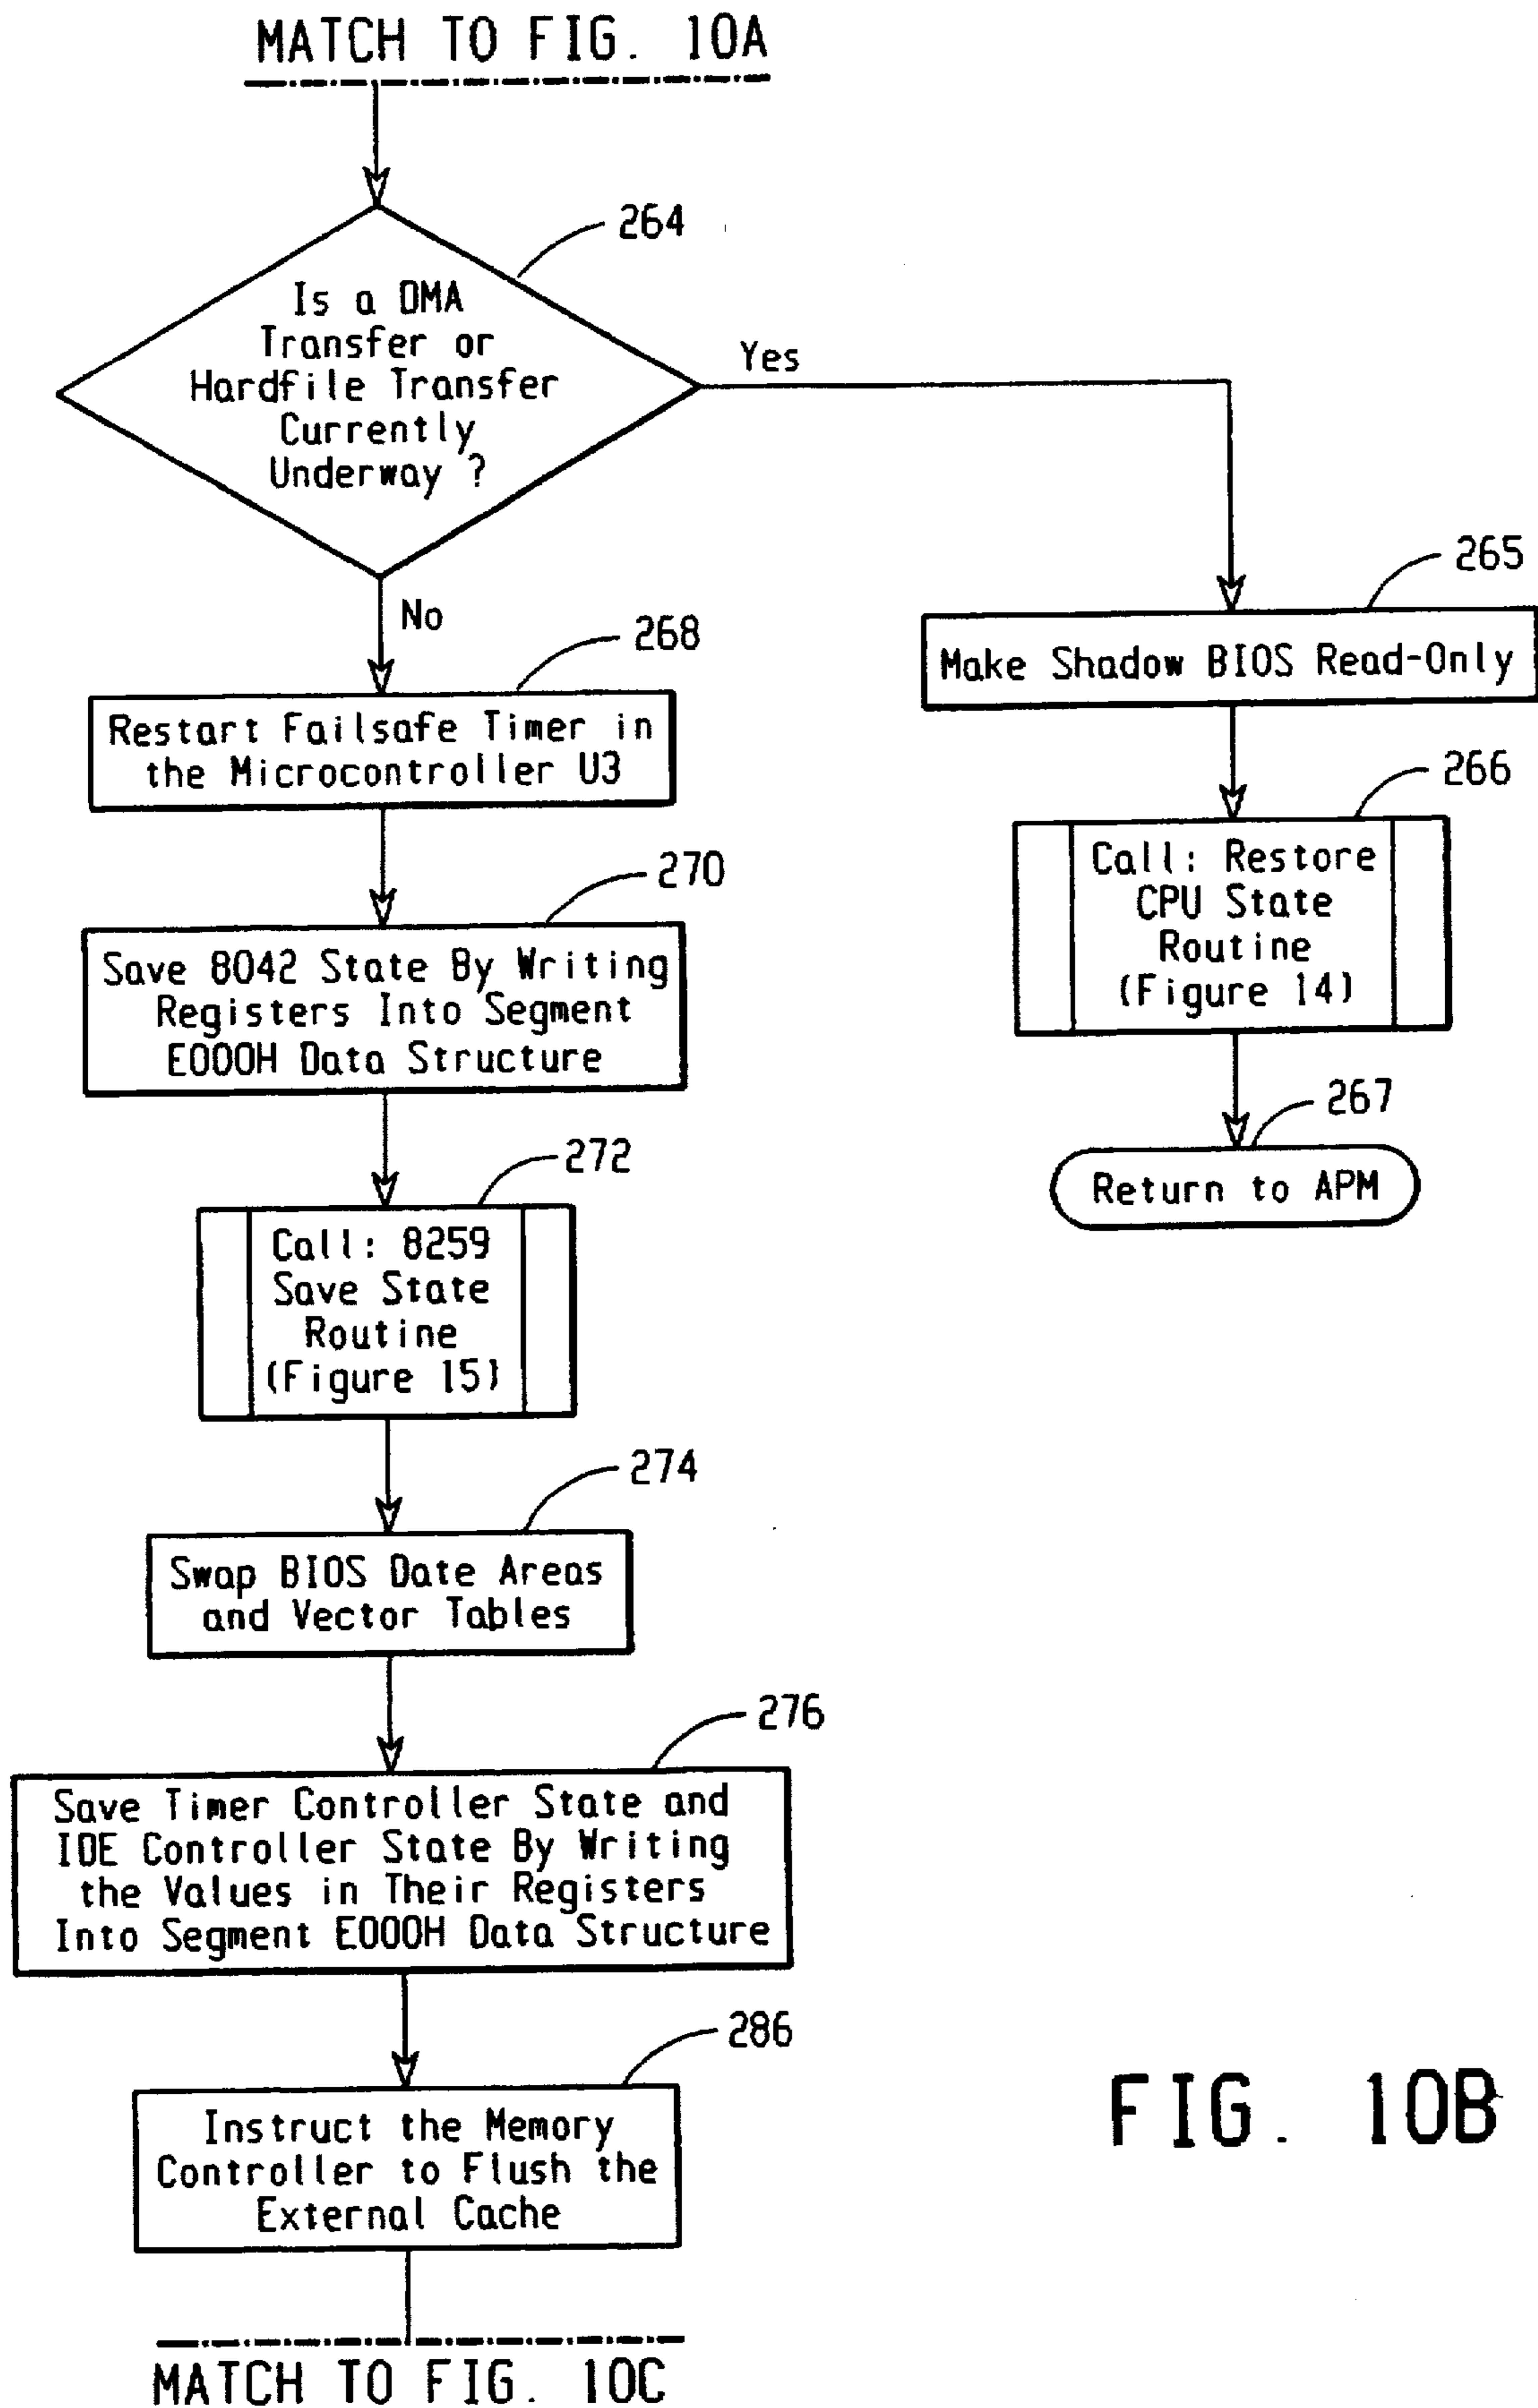 MATCH TO FIG. 10A
264
Is a DMA
Transfer or
Hardfile Transfer
Currently
Underway ?
Yes
No
265
Make Shadow BIOS Read-Only
266
Call: Restore
CPU State
Routine
(Figure 14)
267
Return to APM
268
Restart Failsafe Timer in
the Microcontroller U3
270
Save 8042 State By Writing
Registers Into Segment
E000H Data Structure
272
Call: 8259
Save State
Routine
(Figure 15)
274
Swap BIOS Date Areas
and Vector Tables
276
Save Timer Controller State and
IDE Controller State By Writing
the Values in Their Registers
Into Segment E000H Data Structure
286
Instruct the Memory
Controller to Flush the
External Cache
MATCH TO FIG. 10C
FIG. 10B